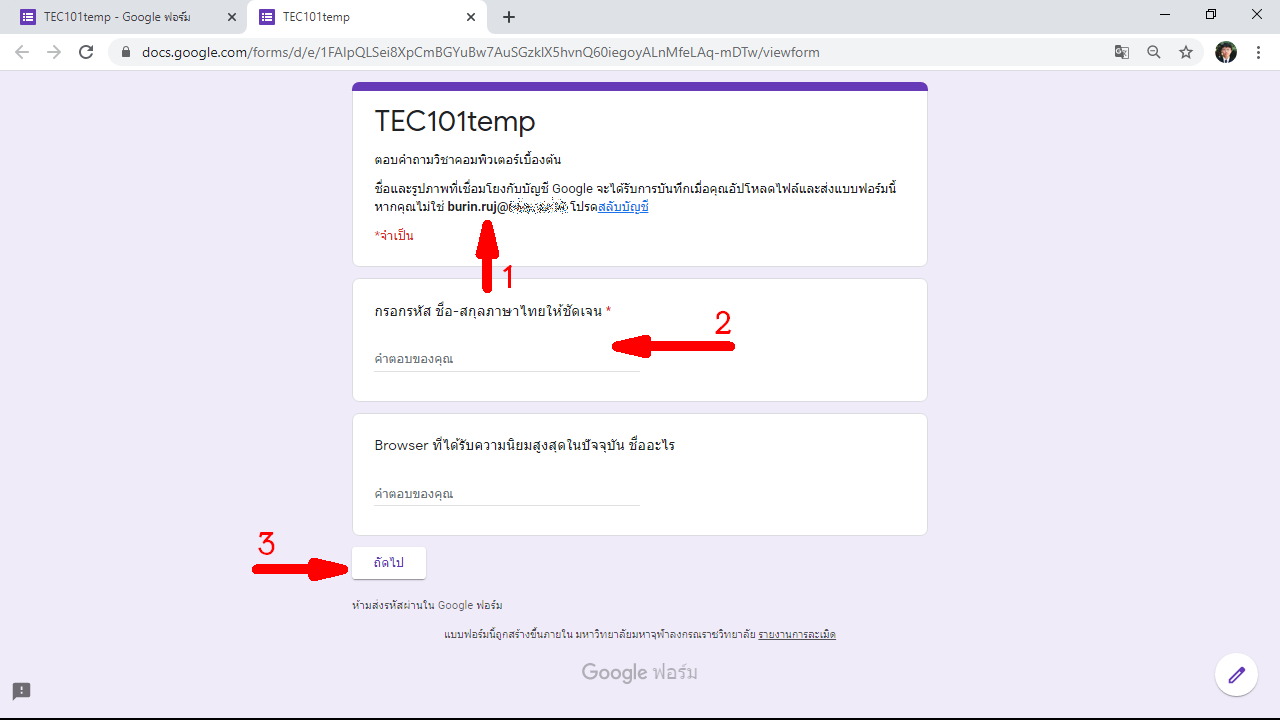 TEC101temp - Google ฟอร์ม
TEC101temp
docs.google.com/forms/d/e/1FAIpQLSei8XpCmBGYuBw7AuSGzkIX5hvnQ60iegoyALnMfeLAq-mDTw/viewform
TEC101temp
ตอบคำถามวิชาคอมพิวเตอร์เบื้องต้น
ชื่อและรูปภาพที่เชื่อมโยงกับบัญชี Google จะได้รับการบันทึกเมื่อคุณอัปโหลดไฟล์และส่งแบบฟอร์มนี้
หากคุณไม่ใช่ burin.ruj@ โปรดสลับบัญชี
*จำเป็น
1
กรอกรหัส ชื่อ-สกุลภาษาไทยให้ชัดเจน *
2
คำตอบของคุณ
Browser ที่ได้รับความนิยมสูงสุดในปัจจุบัน ชื่ออะไร
คำตอบของคุณ
3
ถัดไป
ห้ามส่งรหัสผ่านใน Google ฟอร์ม
แบบฟอร์มนี้ถูกสร้างขึ้นภายใน มหาวิทยาลัยมหาจุฬาลงกรณราชวิทยาลัย รายงานการละเมิด
Google ฟอร์ม